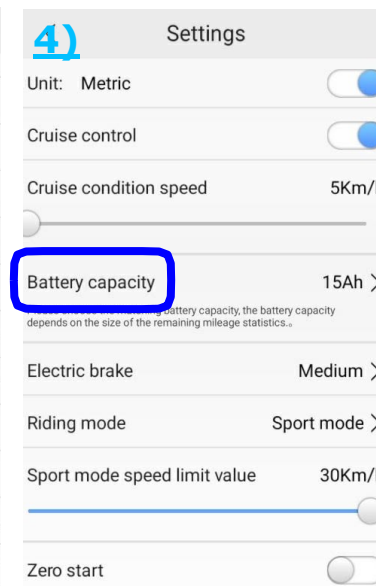 4)
Settings
Unit: Metric
Cruise control
Cruise condition speed 5Km/
Battery capacity 15Ah
battery capacity, the battery capacity
depends on the size of the remaining mileage statistics.。
Electric brake Medium
Riding mode Sport mode
Sport mode speed limit value 30Km/
Zero start